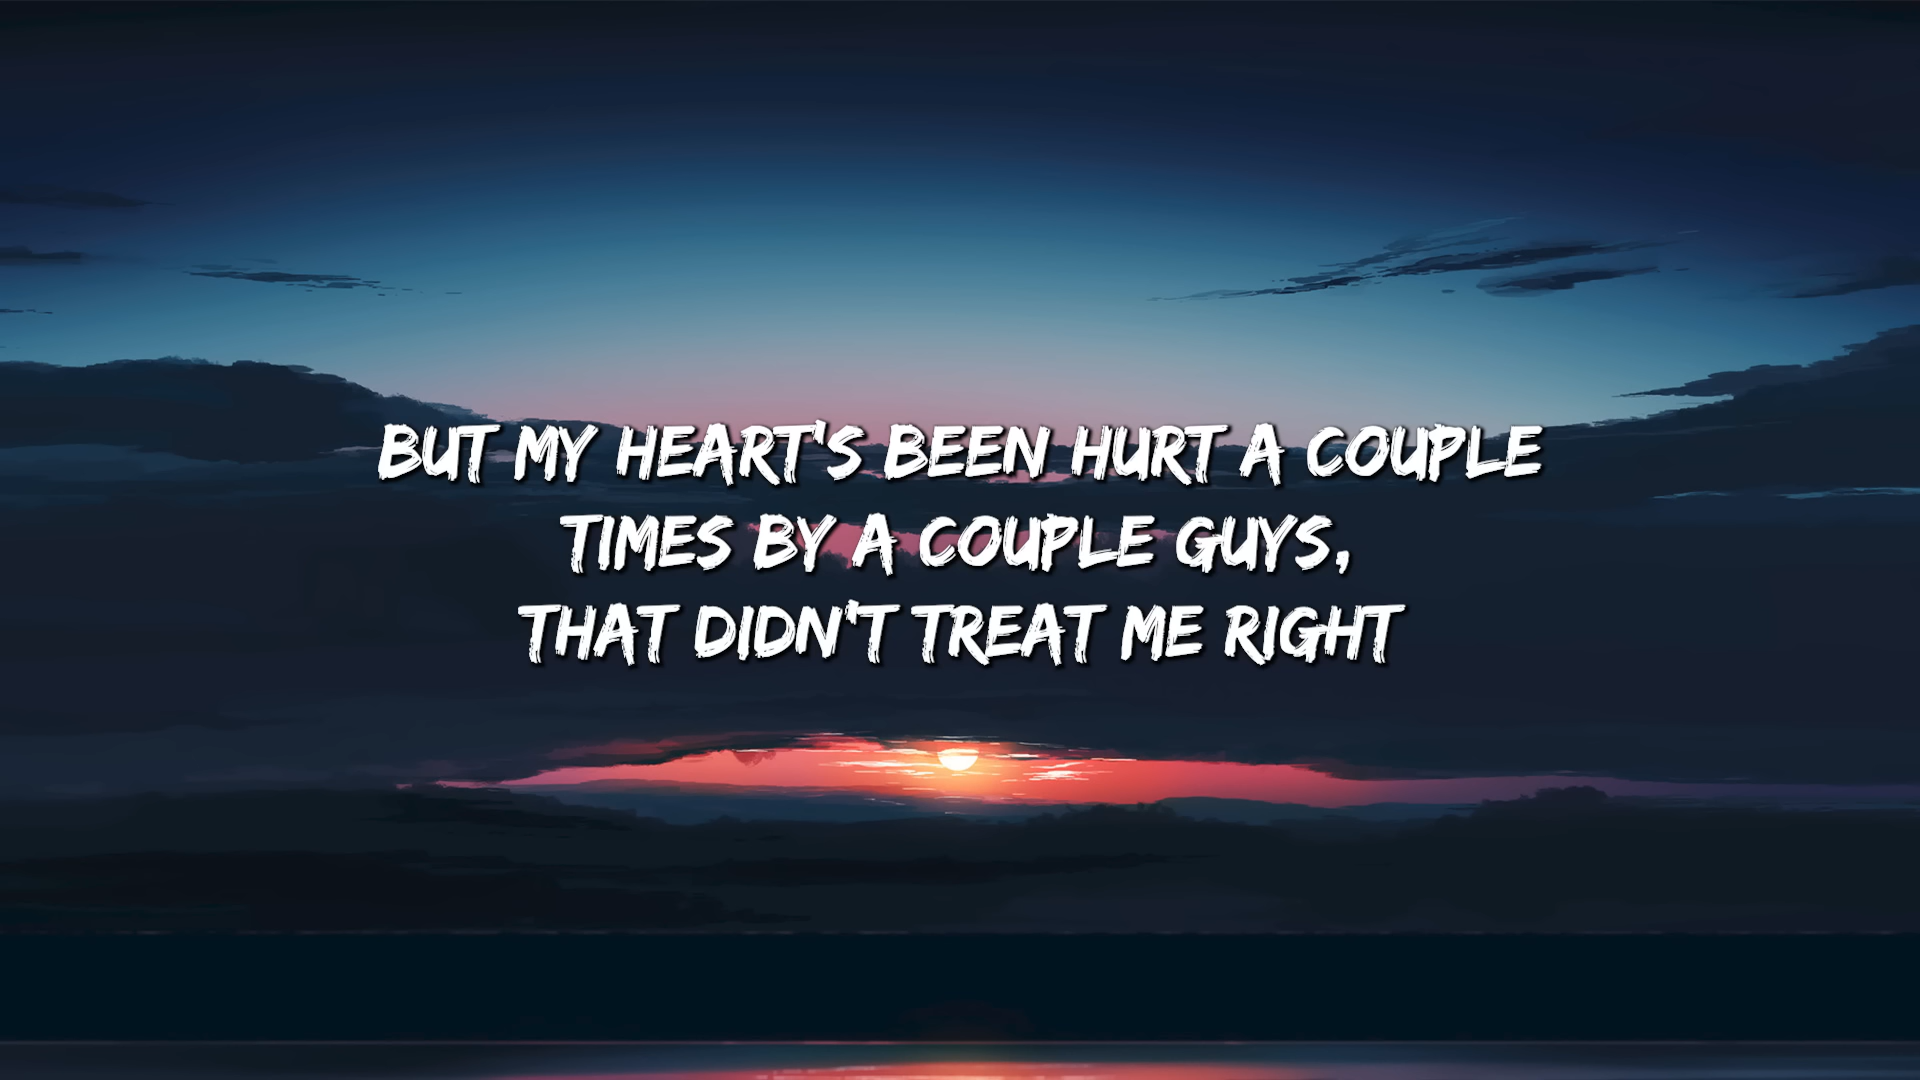 BUT MY HEART'S BEEN HURT A COUPLE
TIMES BY A COUPLE GUYS,
THAT DIDN'T TREAT ME RIGHT